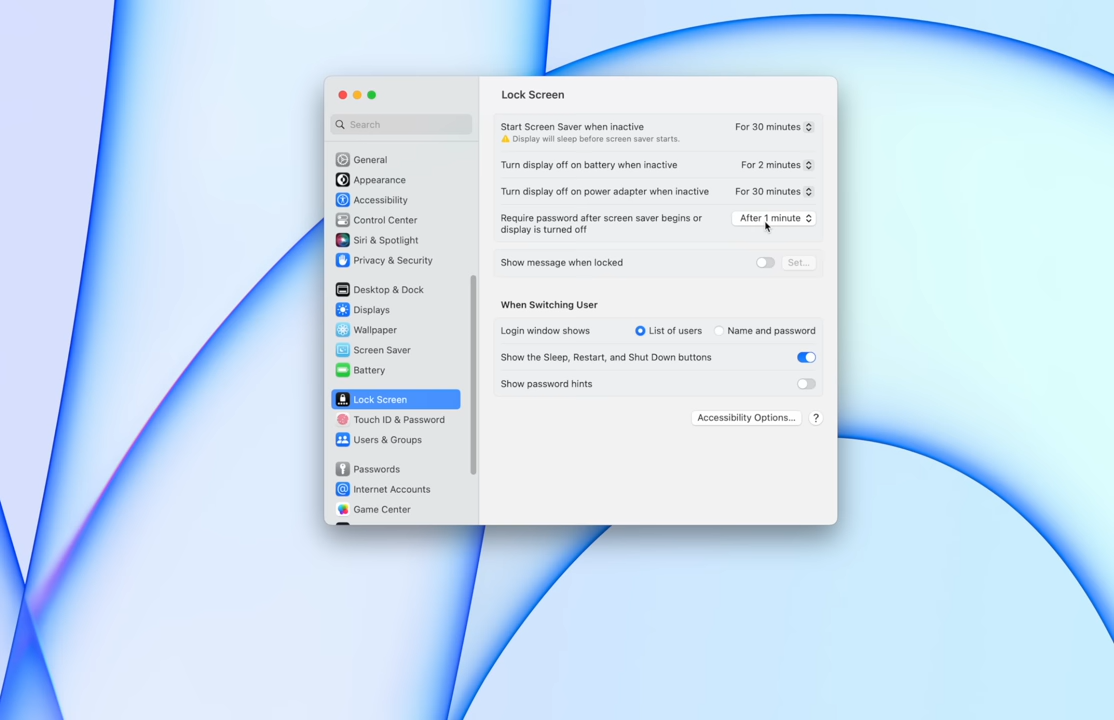 Lock Screen
Search
General
Appearance
Accessibility
Control Center
Siri & Spotlight
Privacy & Security
Desktop & Dock
Displays
Wallpaper
Screen Saver
Battery
Lock Screen
Touch ID & Password
Users & Groups
Passwords
Internet Accounts
Game Center
Start Screen Saver when inactive For 30 minutes
Display will sleep before screen saver starts.
Turn display off on battery when inactive For 2 minutes
Turn display off on power adapter when inactive For 30 minutes
Require password after screen saver begins or After 1 minute
display is turned off
Show message when locked Set...
When Switching User
Login window shows List of users Name and password
Show the Sleep, Restart, and Shut Down buttons
Show password hints
Accessibility Options... ?